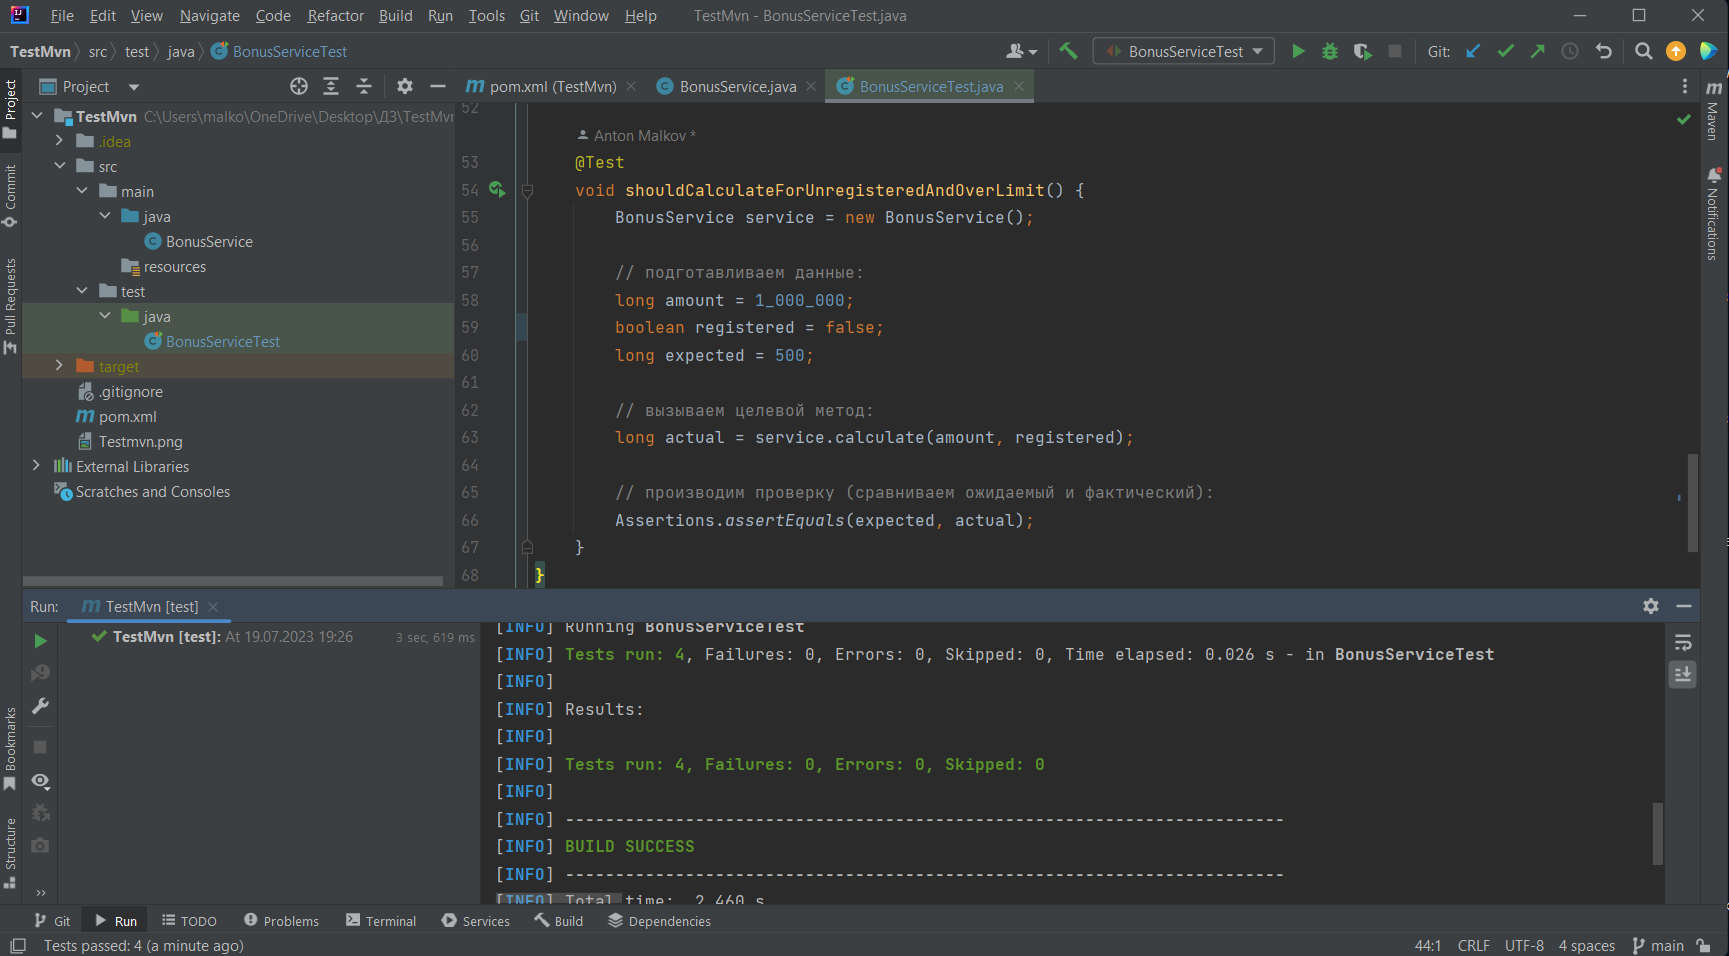 File Edit View Navigate Code Refactor Build Run Tools Git Window Help TestMvn - BonusServiceTest.java
TestMvn src test java BonusServiceTest BonusServiceTest Git:
Project
Commit
Pull Requests
Bookmarks
Structure
Project
pom.xml (TestMvn) BonusService.java BonusServiceTest.java
TestMvn C:\Users\malko\OneDrive\Desktop\ДЗ\TestMvn
.idea
src
main
java
BonusService
resources
test
java
BonusServiceTest
target
.gitignore
pom.xml
Testmvn.png
External Libraries
Scratches and Consoles
52
Anton Malkov *
53 @Test
54 void shouldCalculateForUnregisteredAndOverLimit() {
55 BonusService service = new BonusService();
56
57 // подготавливаем данные:
58 long amount = 1_000_000;
59 boolean registered = false;
60 long expected = 500;
61
62 // вызываем целевой метод:
63 long actual = service.calculate(amount, registered);
64
65 // производим проверку (сравниваем ожидаемый и фактический):
66 Assertions.assertEquals(expected, actual);
67 }
68 }
Maven
Notifications
Run: TestMvn [test]
TestMvn [test]: At 19.07.2023 19:26 3 sec, 619 ms
[INFO] Running BonusServiceTest
[INFO] Tests run: 4, Failures: 0, Errors: 0, Skipped: 0, Time elapsed: 0.026 s - in BonusServiceTest
[INFO]
[INFO] Results:
[INFO]
[INFO] Tests run: 4, Failures: 0, Errors: 0, Skipped: 0
[INFO]
[INFO] ------------------------------------------------------------------------
[INFO] BUILD SUCCESS
[INFO] ------------------------------------------------------------------------
[INFO] Total time: 2.460 s
Git Run TODO Problems Terminal Services Build Dependencies
Tests passed: 4 (a minute ago) 44:1 CRLF UTF-8 4 spaces main